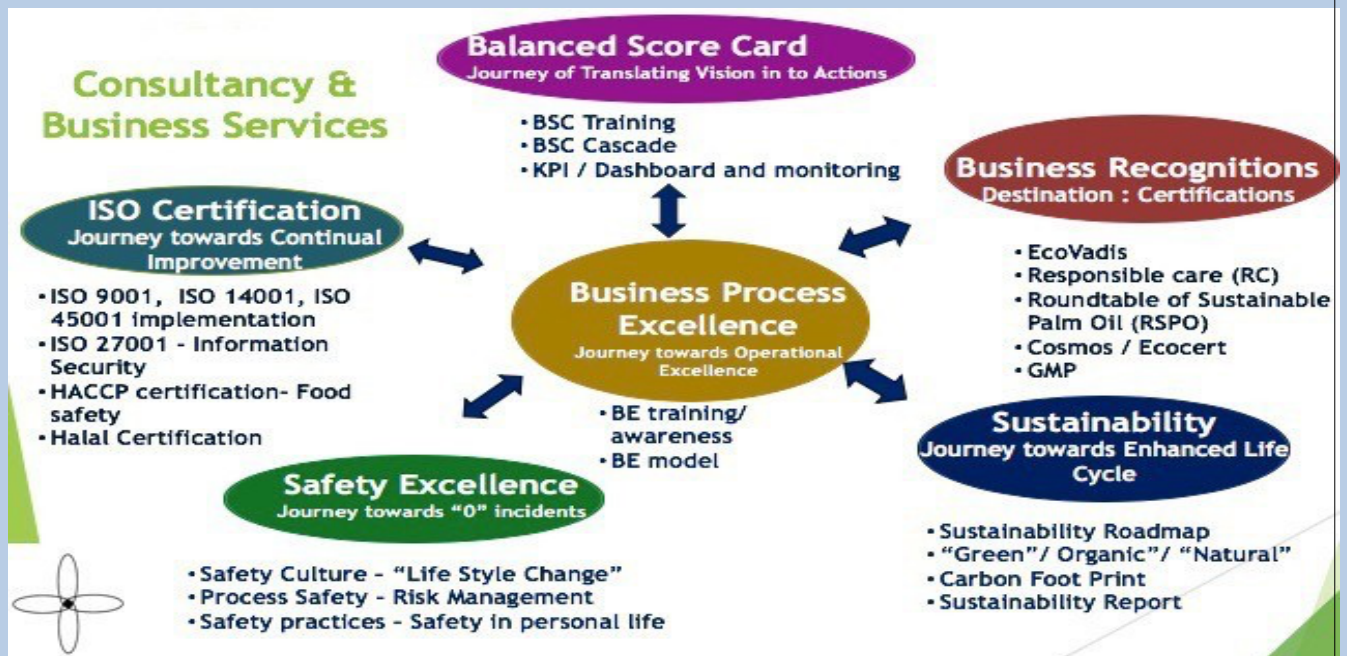 Consultancy &
Business Services
Balanced Score Card
Journey of Translating Vision in to Actions
• BSC Training
• BSC Cascade
• KPI / Dashboard and monitoring
Business Recognitions
Destination : Certifications
• EcoVadis
• Responsible care (RC)
• Roundtable of Sustainable
Palm Oil (RSPO)
• Cosmos / Ecocert
• GMP
ISO Certification
Journey towards Continual
Improvement
• ISO 9001, ISO 14001, ISO
45001 implementation
• ISO 27001 - Information
Security
• HACCP certification- Food
safety
• Halal Certification
Business Process
Excellence
Journey towards Operational
Excellence
• BE training/
awareness
• BE model
Sustainability
Journey towards Enhanced Life
Cycle
• Sustainability Roadmap
• “Green”/ Organic”/ “Natural”
• Carbon Foot Print
• Sustainability Report
Safety Excellence
Journey towards “0” incidents
• Safety Culture - “Life Style Change”
• Process Safety - Risk Management
• Safety practices - Safety in personal life